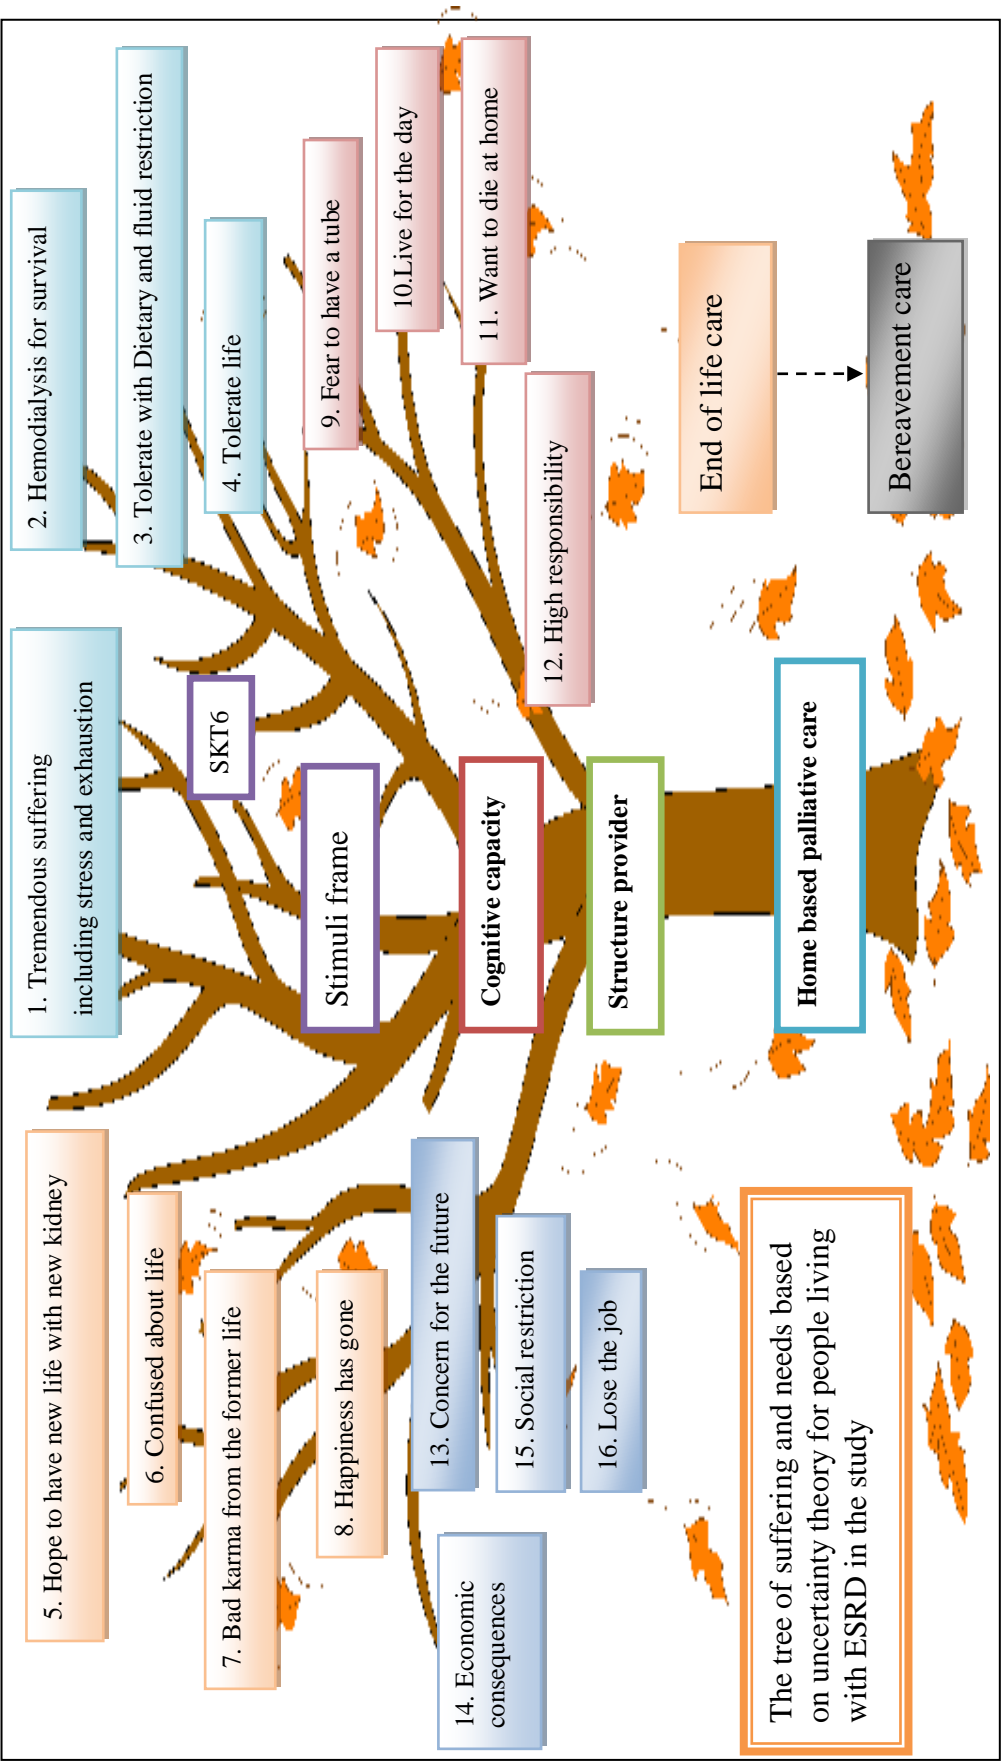 5. Hope to have new life with new kidney
1. Tremendous suffering
including stress and exhaustion
2. Hemodialysis for survival
6. Confused about life
3. Tolerate with Dietary and fluid restriction
7. Bad karma from the former life
SKT6
4. Tolerate life
8. Happiness has gone
Stimuli frame
9. Fear to have a tube
10.Live for the day
13. Concern for the future
14. Economic
consequences
Cognitive capacity
11. Want to die at home
15. Social restriction
12. High responsibility
16. Lose the job
Structure provider
End of life care
The tree of suffering and needs based
on uncertainty theory for people living
with ESRD in the study
Home based palliative care
Bereavement care